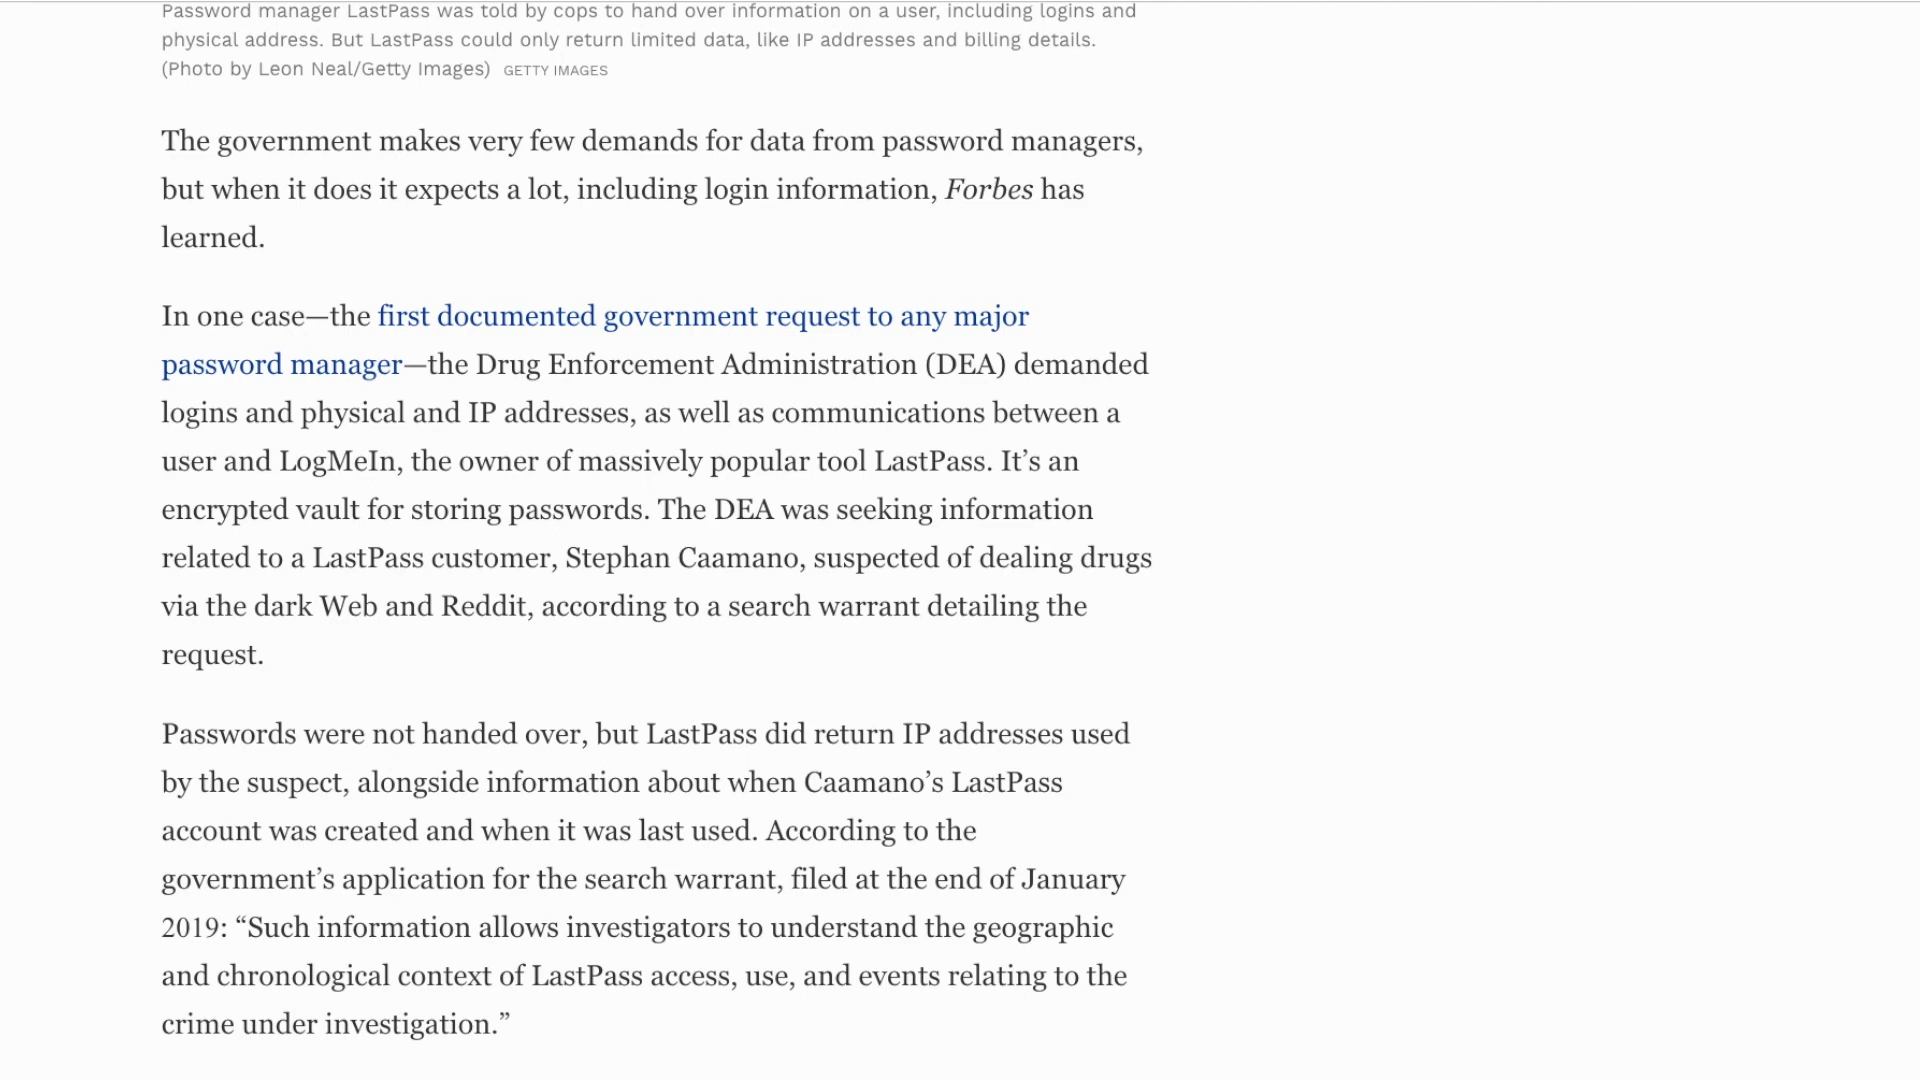 Password manager LastPass was told by cops to hand over information on a user, including logins and
physical address. But LastPass could only return limited data, like IP addresses and billing details.
(Photo by Leon Neal/Getty Images) GETTY IMAGES
The government makes very few demands for data from password managers,
but when it does it expects a lot, including login information, Forbes has
learned.
In one case—the first documented government request to any major
password manager—the Drug Enforcement Administration (DEA) demanded
logins and physical and IP addresses, as well as communications between a
user and LogMeIn, the owner of massively popular tool LastPass. It’s an
encrypted vault for storing passwords. The DEA was seeking information
related to a LastPass customer, Stephan Caamano, suspected of dealing drugs
via the dark Web and Reddit, according to a search warrant detailing the
request.
Passwords were not handed over, but LastPass did return IP addresses used
by the suspect, alongside information about when Caamano’s LastPass
account was created and when it was last used. According to the
government’s application for the search warrant, filed at the end of January
2019: “Such information allows investigators to understand the geographic
and chronological context of LastPass access, use, and events relating to the
crime under investigation.”